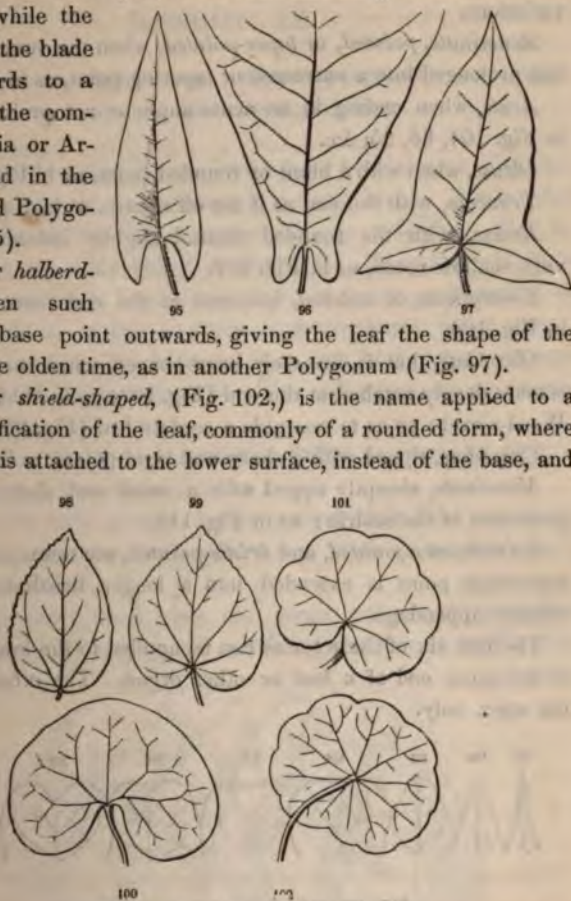 while the
the blade
rds to a
the com-
ia or Ar-
d in the
l Polygo-
5).
r halberd-
en such
base point outwards, giving the leaf the shape of the
e olden time, as in another Polygonum (Fig. 97).
r shield-shaped, (Fig. 102,) is the name applied to a
fication of the leaf, commonly of a rounded form, where
is attached to the lower surface, instead of the base, and
95 96 97
98 99 101
100